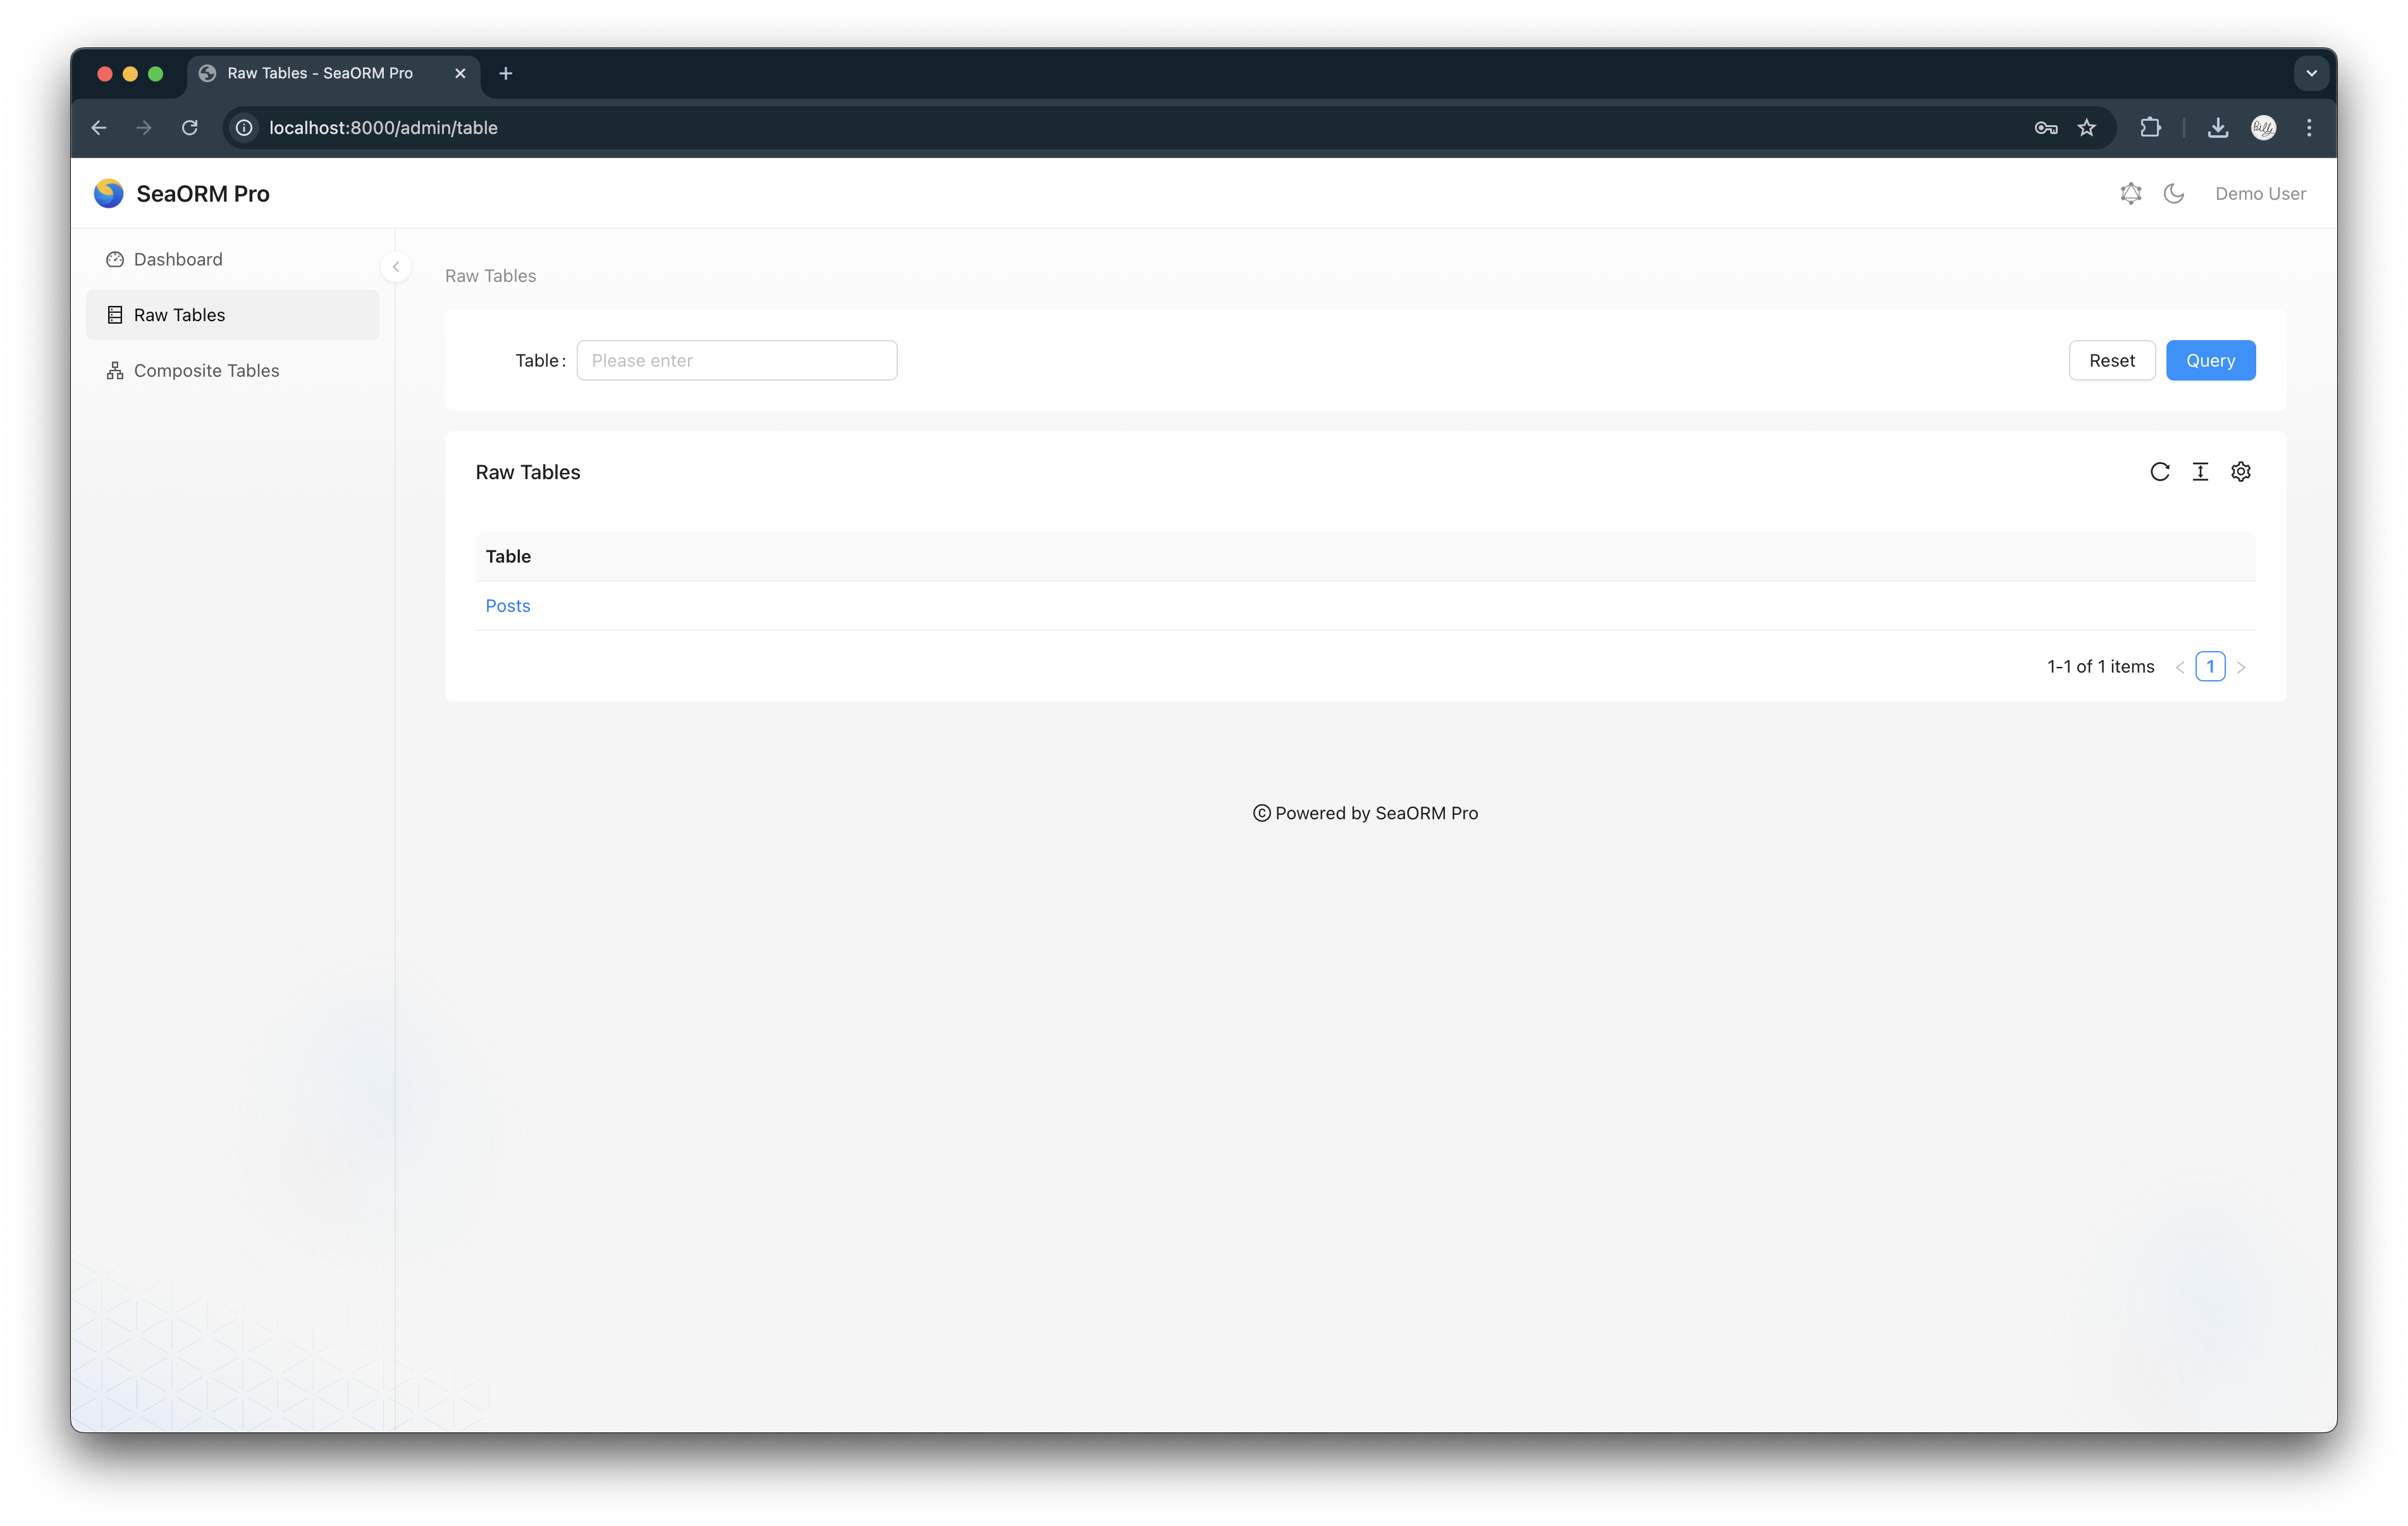 Raw Tables - SeaORM Pro
localhost:8000/admin/table
Billy
SeaORM Pro
Demo User
Dashboard
Raw Tables
Composite Tables
Raw Tables
Table:
Please enter
Reset
Query
Raw Tables
Table
Posts
1-1 of 1 items
1
© Powered by SeaORM Pro